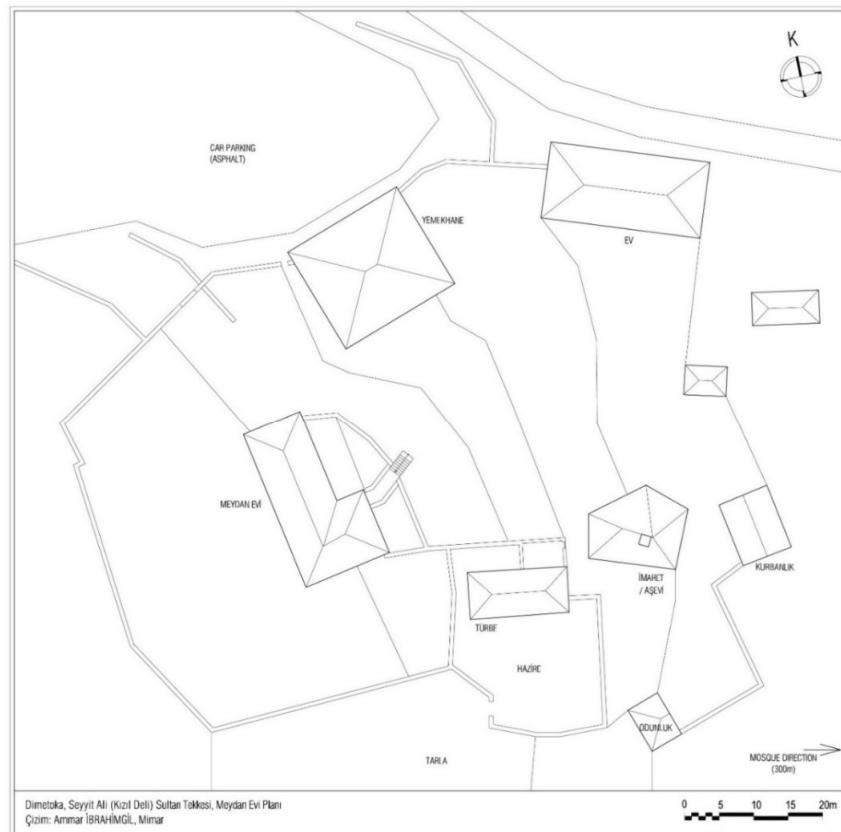 K
CAR PARKING
(ASPHALT)
YEMEKHANE
EV
MEYDAN EVİ
İMARET
/ AŞEVİ
KURBANLIK
TÜRBE
HAZİRE
ODUNLUK
TARLA
MOSQUE DIRECTION
(300m)
Dimetoka, Seyyit Ali (Kızıl Deli) Sultan Tekkesi, Meydan Evi Planı
Çizim: Ammar İBRAHİMGİL, Mimar
0 5 10 15 20m